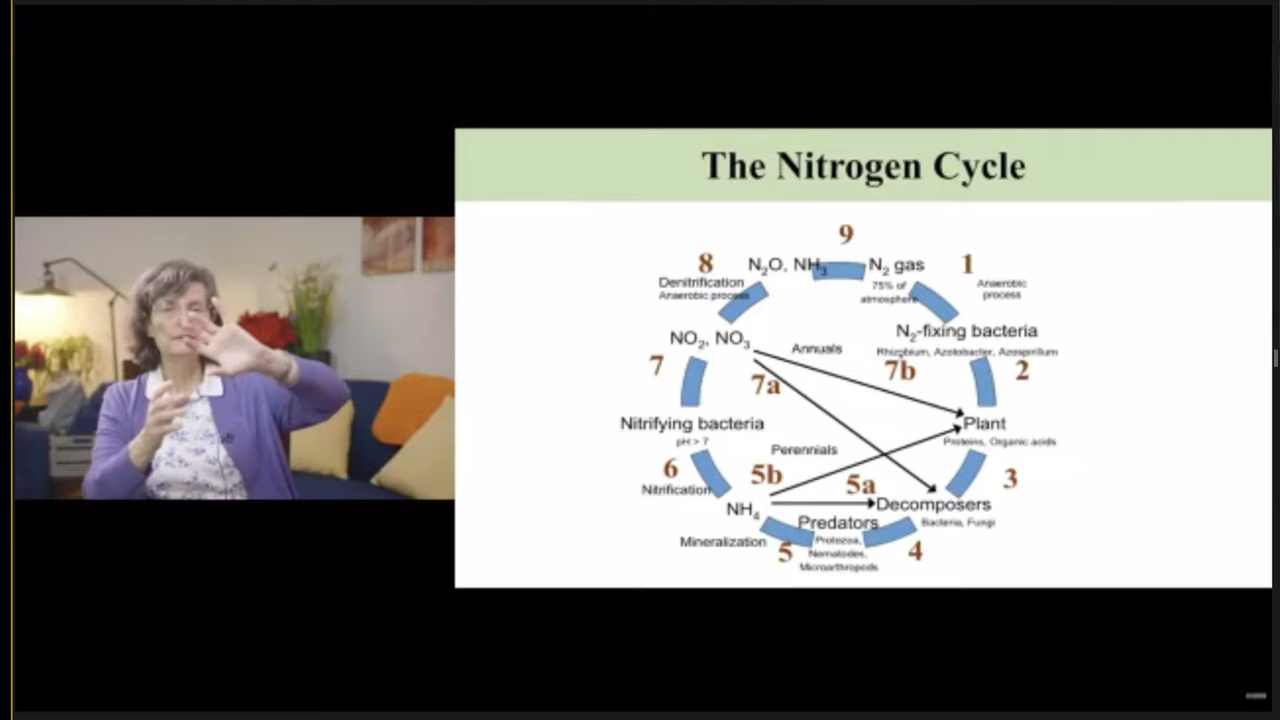 The Nitrogen Cycle
9
8
N2O, NH3
N2 gas
1
Denitrification
Anaerobic process
75% of
atmosphere
Anaerobic
process
NO2, NO3
N2-fixing bacteria
Annuals
Rhizobium, Azotobacter, Azospirillum
7
7a
7b
2
Nitrifying bacteria
pH > 7
Plant
Proteins, Organic acids
Perennials
6
Nitrification
5b
5a
3
NH4
Decomposers
Predators
Bacteria, Fungi
Mineralization
5
Protozoa,
Nematodes,
Microarthropods
4